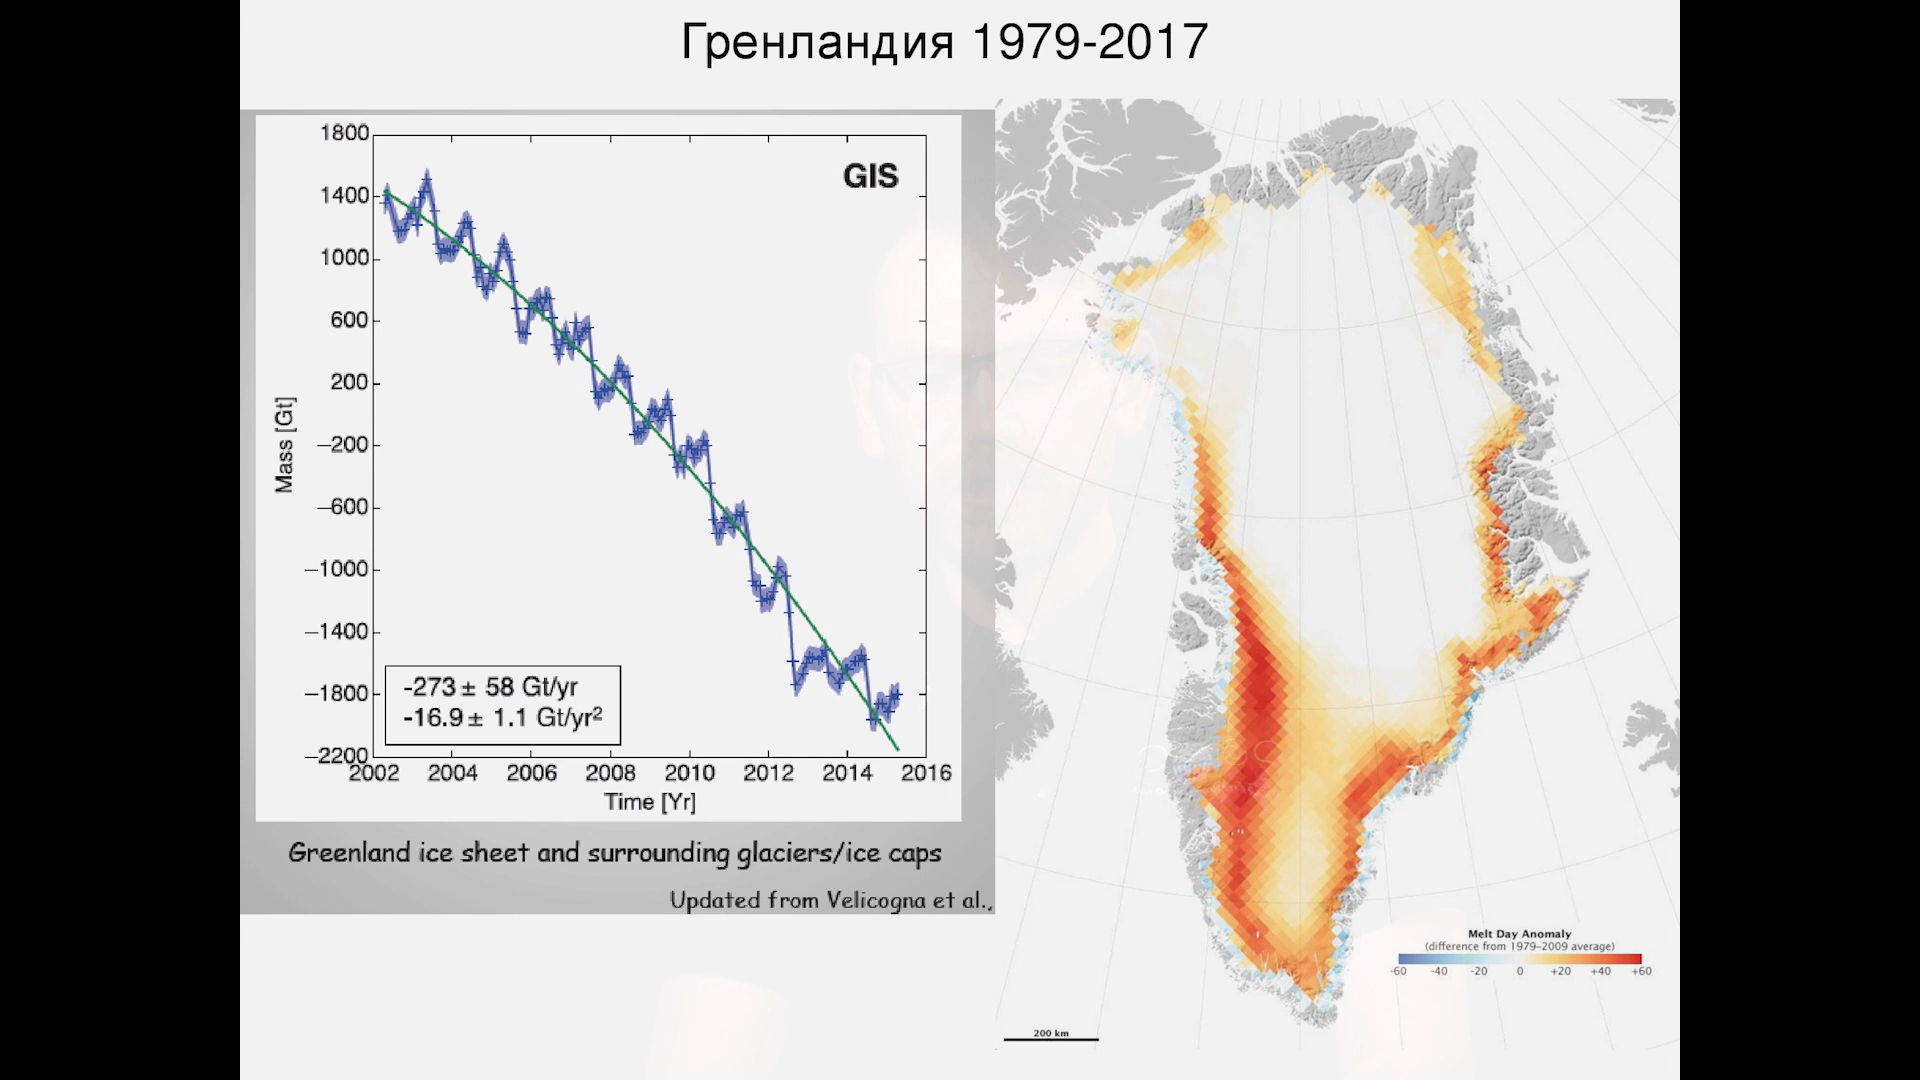 Гренландия 1979-2017
GIS
1800
1400
1000
600
200
−200
−600
−1000
−1400
−1800
−2200
Mass [Gt]
-273 ± 58 Gt/yr
-16.9 ± 1.1 Gt/yr²
2002 2004 2006 2008 2010 2012 2014 2016
Time [Yr]
Greenland ice sheet and surrounding glaciers/ice caps
Updated from Velicogna et al.,
Melt Day Anomaly
(difference from 1979–2009 average)
-60 -40 -20 0 +20 +40 +60
200 km